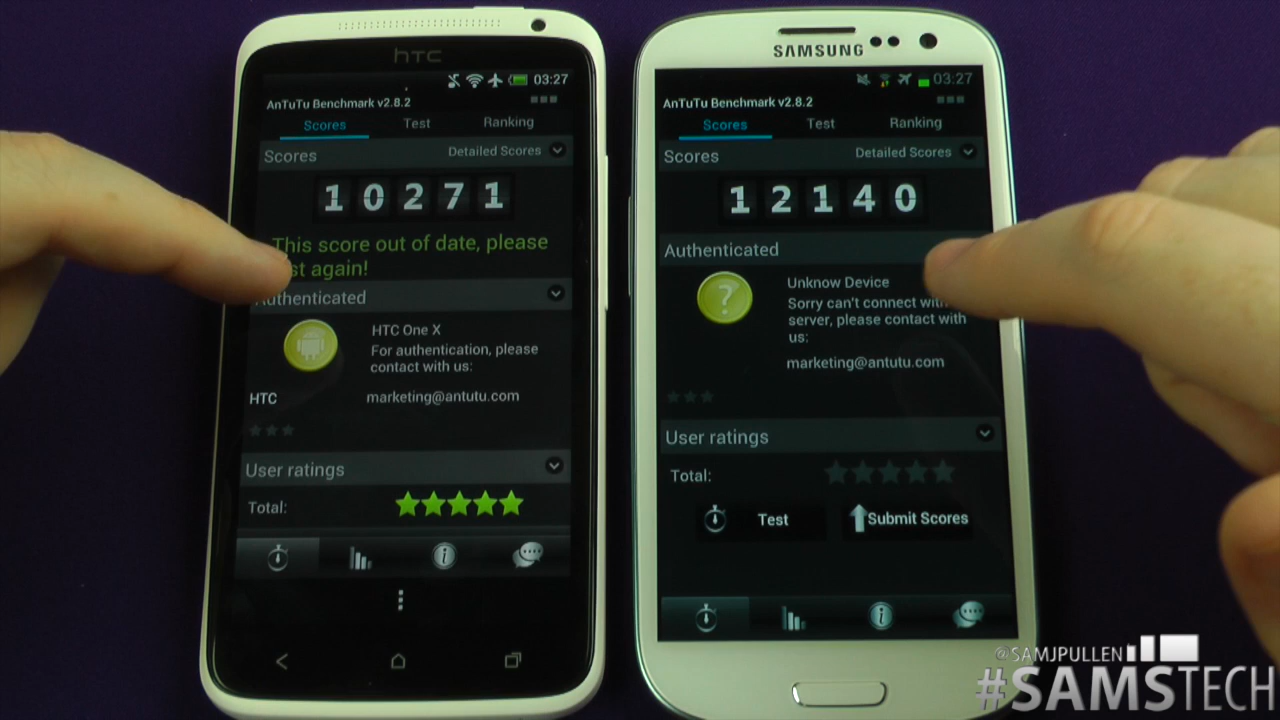 hTC
03:27
AnTuTu Benchmark v2.8.2
Scores Test Ranking
Scores Detailed Scores
10271
This score out of date, please
st again!
Authenticated
HTC One X
For authentication, please
contact with us:
HTC marketing@antutu.com
User ratings
Total:
SAMSUNG
03:27
AnTuTu Benchmark v2.8.2
Scores Test Ranking
Scores Detailed Scores
12140
Authenticated
Unknow Device
Sorry can't connect with
server, please contact with
us:
marketing@antutu.com
User ratings
Total:
Test Submit Scores
@SAMJPULLEN
#SAMSTECH